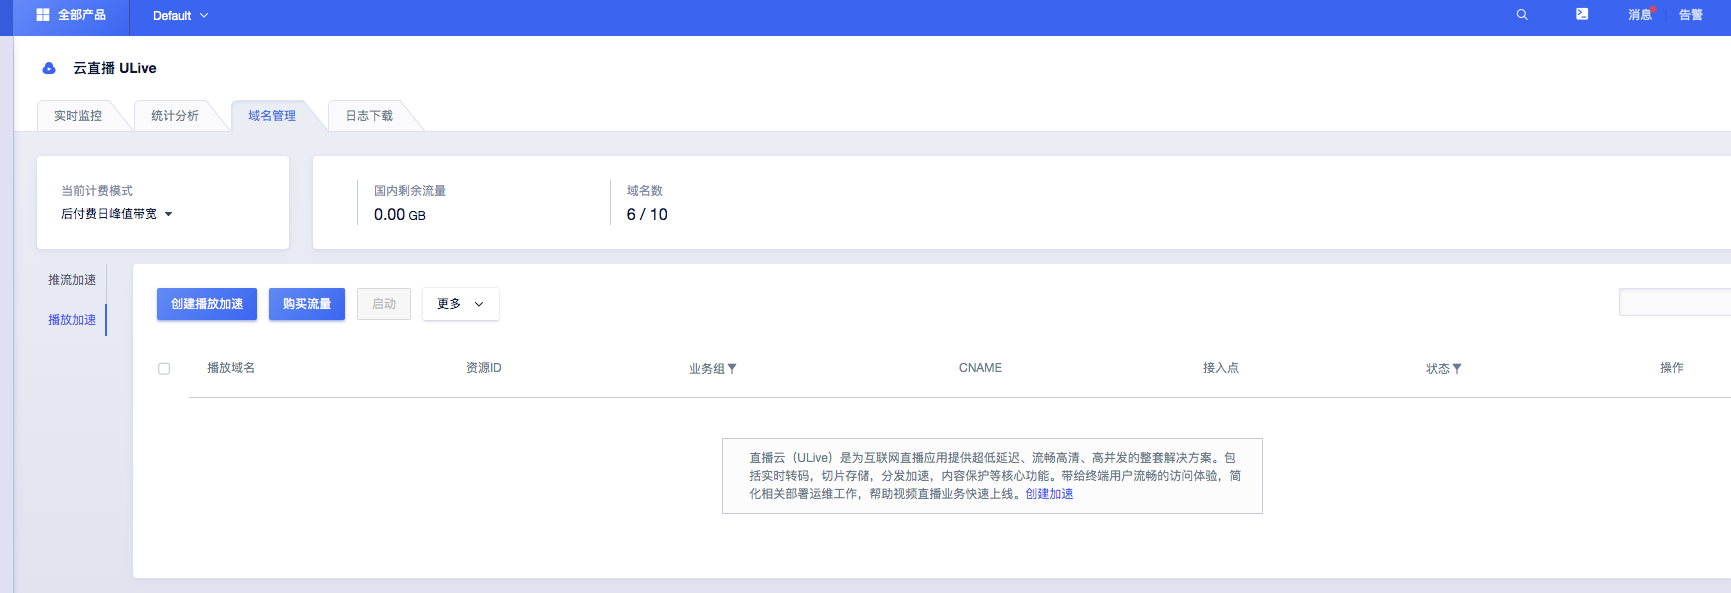 全部产品 Default 消息 告警
云直播 ULive
实时监控 统计分析 域名管理 日志下载
当前计费模式 国内剩余流量 域名数
后付费日峰值带宽 0.00 GB 6 / 10
推流加速
播放加速
创建播放加速 购买流量 启动 更多
播放域名 资源ID 业务组 CNAME 接入点 状态 操作
直播云（ULive）是为互联网直播应用提供超低延迟、流畅高清、高并发的整套解决方案。包
括实时转码，切片存储，分发加速，内容保护等核心功能。带给终端用户流畅的访问体验，简
化相关部署运维工作，帮助视频直播业务快速上线。创建加速